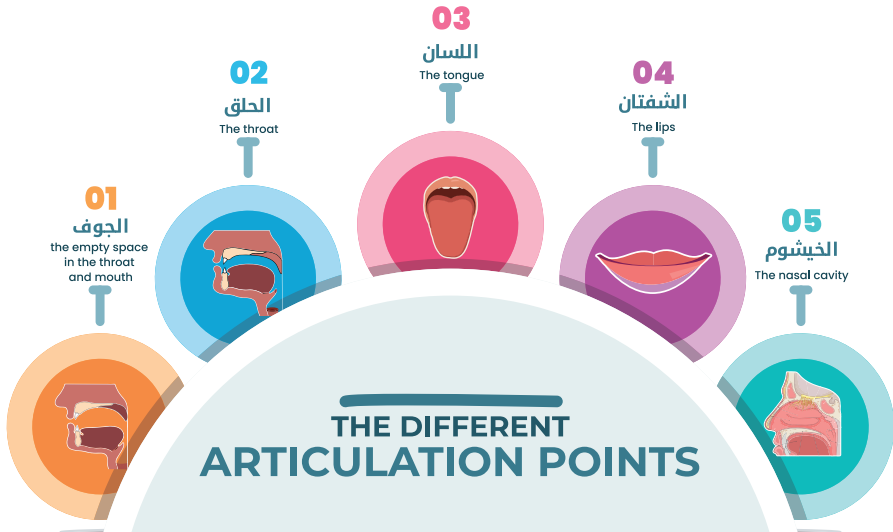 01
الجوف
the empty space
in the throat
and mouth
02
الحلق
The throat
03
اللسان
The tongue
04
الشفتان
The lips
05
الخيشوم
The nasal cavity
THE DIFFERENT
ARTICULATION POINTS